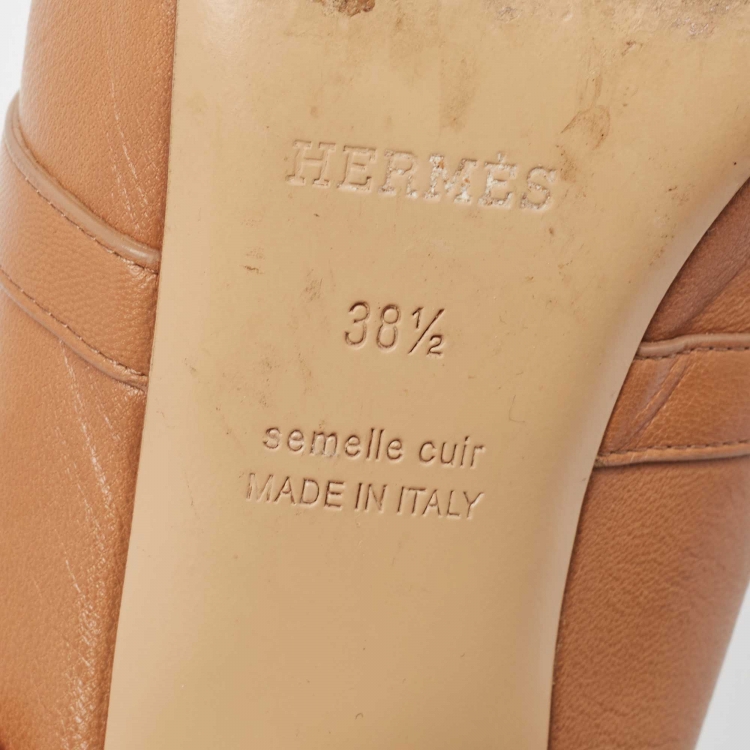 HERMÈS
38½
semelle cuir
MADE IN ITALY